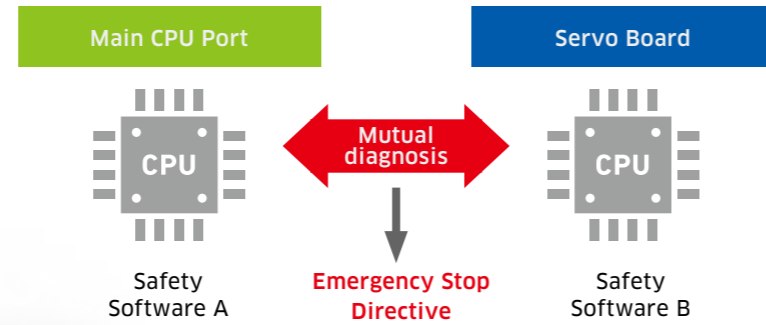 Main CPU Port
Servo Board
CPU
Mutual
diagnosis
CPU
Safety
Software A
Emergency Stop
Directive
Safety
Software B